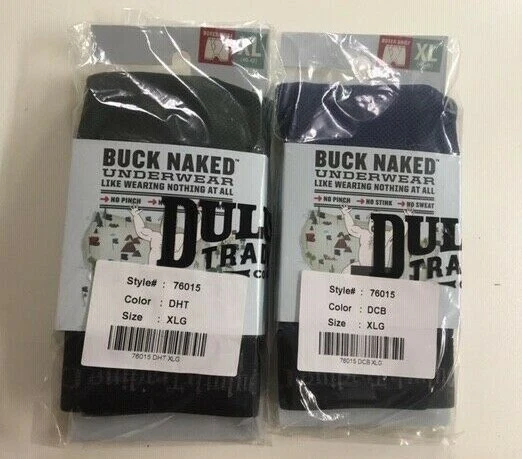 XL
BUCK NAKED™
UNDERWEAR
LIKE WEARING NOTHING AT ALL
NO PINCH
DUL
TRA
Style# : 76015
Color : DHT
Size : XLG
76015 DHT XLG
XL
BUCK NAKED™
UNDERWEAR
LIKE WEARING NOTHING AT ALL
NO PINCH NO STINK NO SWEAT
DUL
TRA
Style# : 76015
Color : DCB
Size : XLG
76015 DCB XLG